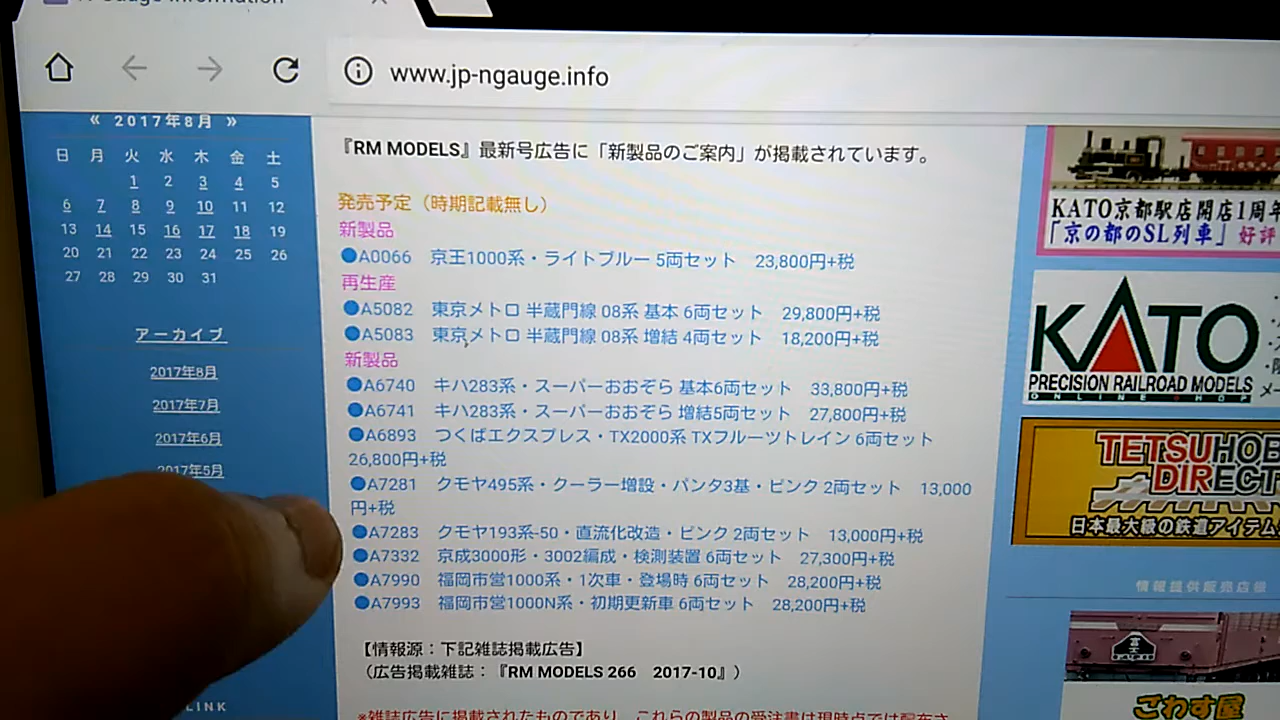 www.jp-ngauge.info
« 2017年8月 »
日 月 火 水 木 金 土
1 2 3 4 5
6 7 8 9 10 11 12
13 14 15 16 17 18 19
20 21 22 23 24 25 26
27 28 29 30 31
アーカイブ
2017年8月
2017年7月
2017年6月
2017年5月
『RM MODELS』最新号広告に「新製品のご案内」が掲載されています。
発売予定（時期記載無し）
新製品
●A0066 京王1000系・ライトブルー 5両セット 23,800円+税
再生産
●A5082 東京メトロ 半蔵門線 08系 基本 6両セット 29,800円+税
●A5083 東京メトロ 半蔵門線 08系 増結 4両セット 18,200円+税
新製品
●A6740 キハ283系・スーパーおおぞら 基本6両セット 33,800円+税
●A6741 キハ283系・スーパーおおぞら 増結5両セット 27,800円+税
●A6893 つくばエクスプレス・TX2000系 TXフルーツトレイン 6両セット
26,800円+税
●A7281 クモヤ495系・クーラー増設・パンタ3基・ピンク 2両セット 13,000
円+税
●A7283 クモヤ193系-50・直流化改造・ピンク 2両セット 13,000円+税
●A7332 京成3000形・3002編成・検測装置 6両セット 27,300円+税
●A7990 福岡市営1000系・1次車・登場時 6両セット 28,200円+税
●A7993 福岡市営1000N系・初期更新車 6両セット 28,200円+税
【情報源：下記雑誌掲載広告】
（広告掲載雑誌：『RM MODELS 266 2017-10』）
KATO京都駅店開店1周年
「京の都のSL列車」好評
KATO
PRECISION RAILROAD MODELS
ONLINE SHOP
TETSUHOB
DIRECT
日本最大級の鉄道アイテム
情報提供販売店様
富士
ごわす屋
LINK